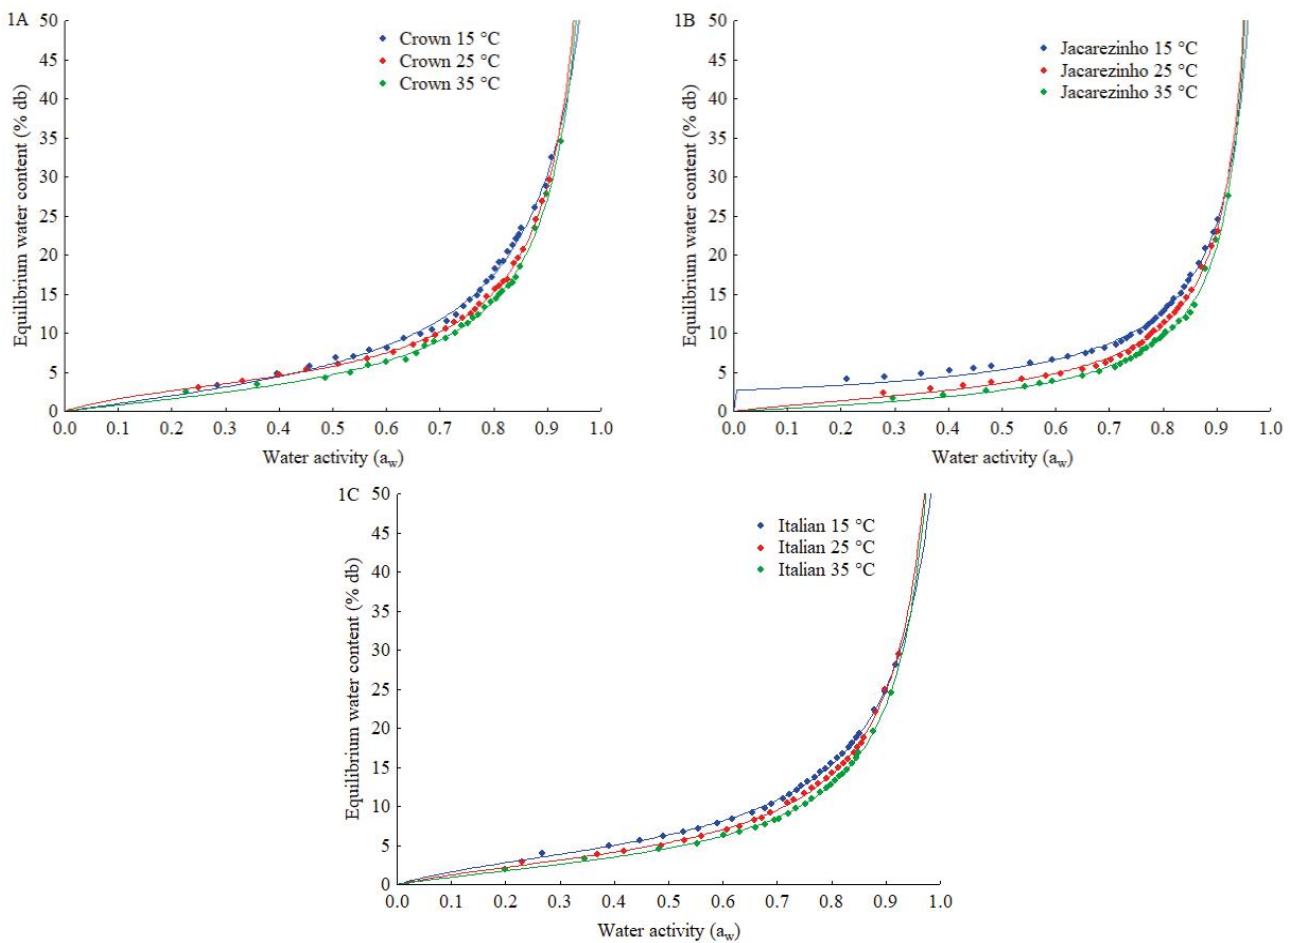 1A
Crown 15 °C
Crown 25 °C
Crown 35 °C
Equilibrium water content (% db)
50
45
40
35
30
25
20
15
10
5
0
0.0 0.1 0.2 0.3 0.4 0.5 0.6 0.7 0.8 0.9 1.0
Water activity (aw)
1B
Jacarezinho 15 °C
Jacarezinho 25 °C
Jacarezinho 35 °C
Equilibrium water content (% db)
50
45
40
35
30
25
20
15
10
5
0
0.0 0.1 0.2 0.3 0.4 0.5 0.6 0.7 0.8 0.9 1.0
Water activity (aw)
1C
Italian 15 °C
Italian 25 °C
Italian 35 °C
Equilibrium water content (% db)
50
45
40
35
30
25
20
15
10
5
0
0.0 0.1 0.2 0.3 0.4 0.5 0.6 0.7 0.8 0.9 1.0
Water activity (aw)